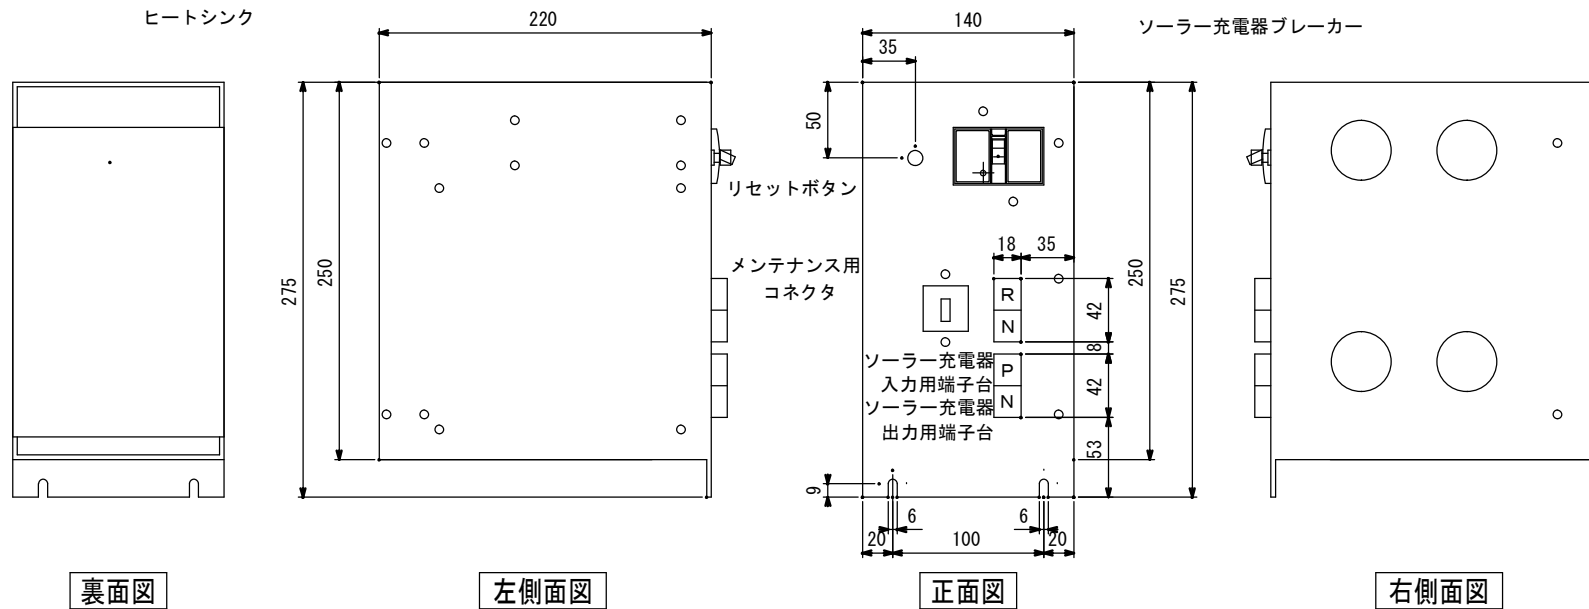 ヒートシンク
220
140
ソーラー充電器ブレーカー
35
50
リセットボタン
メンテナンス用
コネクタ
18
35
275
250
250
275
R
N
42
8
ソーラー充電器
入力用端子台
P
N
42
ソーラー充電器
出力用端子台
53
9
6
6
20
100
20
裏面図
左側面図
正面図
右側面図